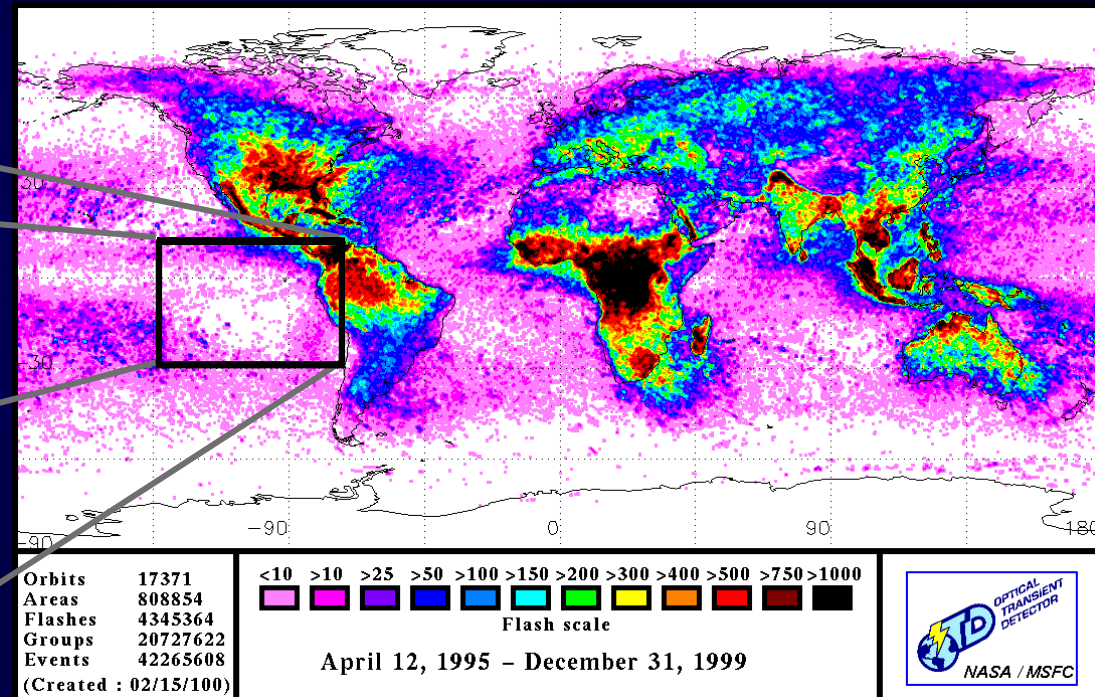 30
-30
-90
-90
0
90
180
Orbits 17371
Areas 808854
Flashes 4345364
Groups 20727622
Events 42265608
(Created : 02/15/100)
<10 >10 >25 >50 >100 >150 >200 >300 >400 >500 >750 >1000
Flash scale
April 12, 1995 – December 31, 1999
OTD
OPTICAL
TRANSIENT
DETECTOR
NASA / MSFC